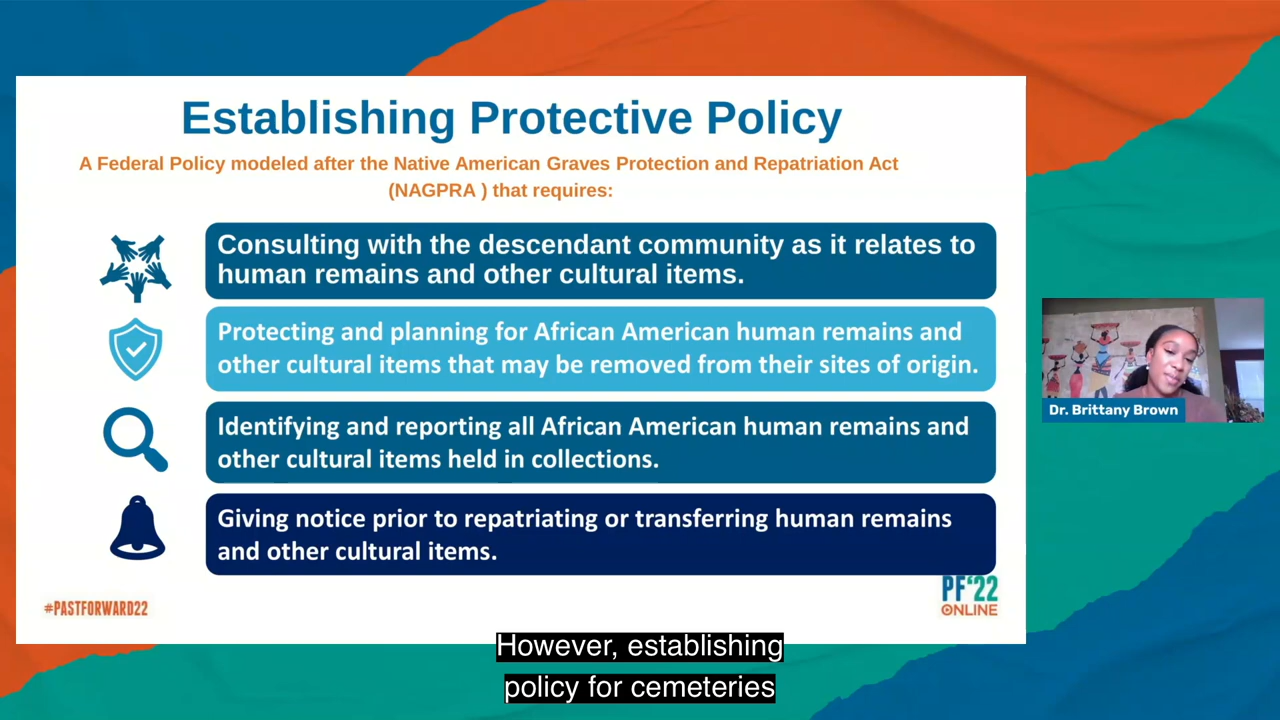 Establishing Protective Policy
A Federal Policy modeled after the Native American Graves Protection and Repatriation Act
(NAGPRA ) that requires:
Consulting with the descendant community as it relates to
human remains and other cultural items.
Protecting and planning for African American human remains and
other cultural items that may be removed from their sites of origin.
Identifying and reporting all African American human remains and
other cultural items held in collections.
Giving notice prior to repatriating or transferring human remains
and other cultural items.
#PASTFORWARD22
PF'22
ONLINE
Dr. Brittany Brown
However, establishing
policy for cemeteries